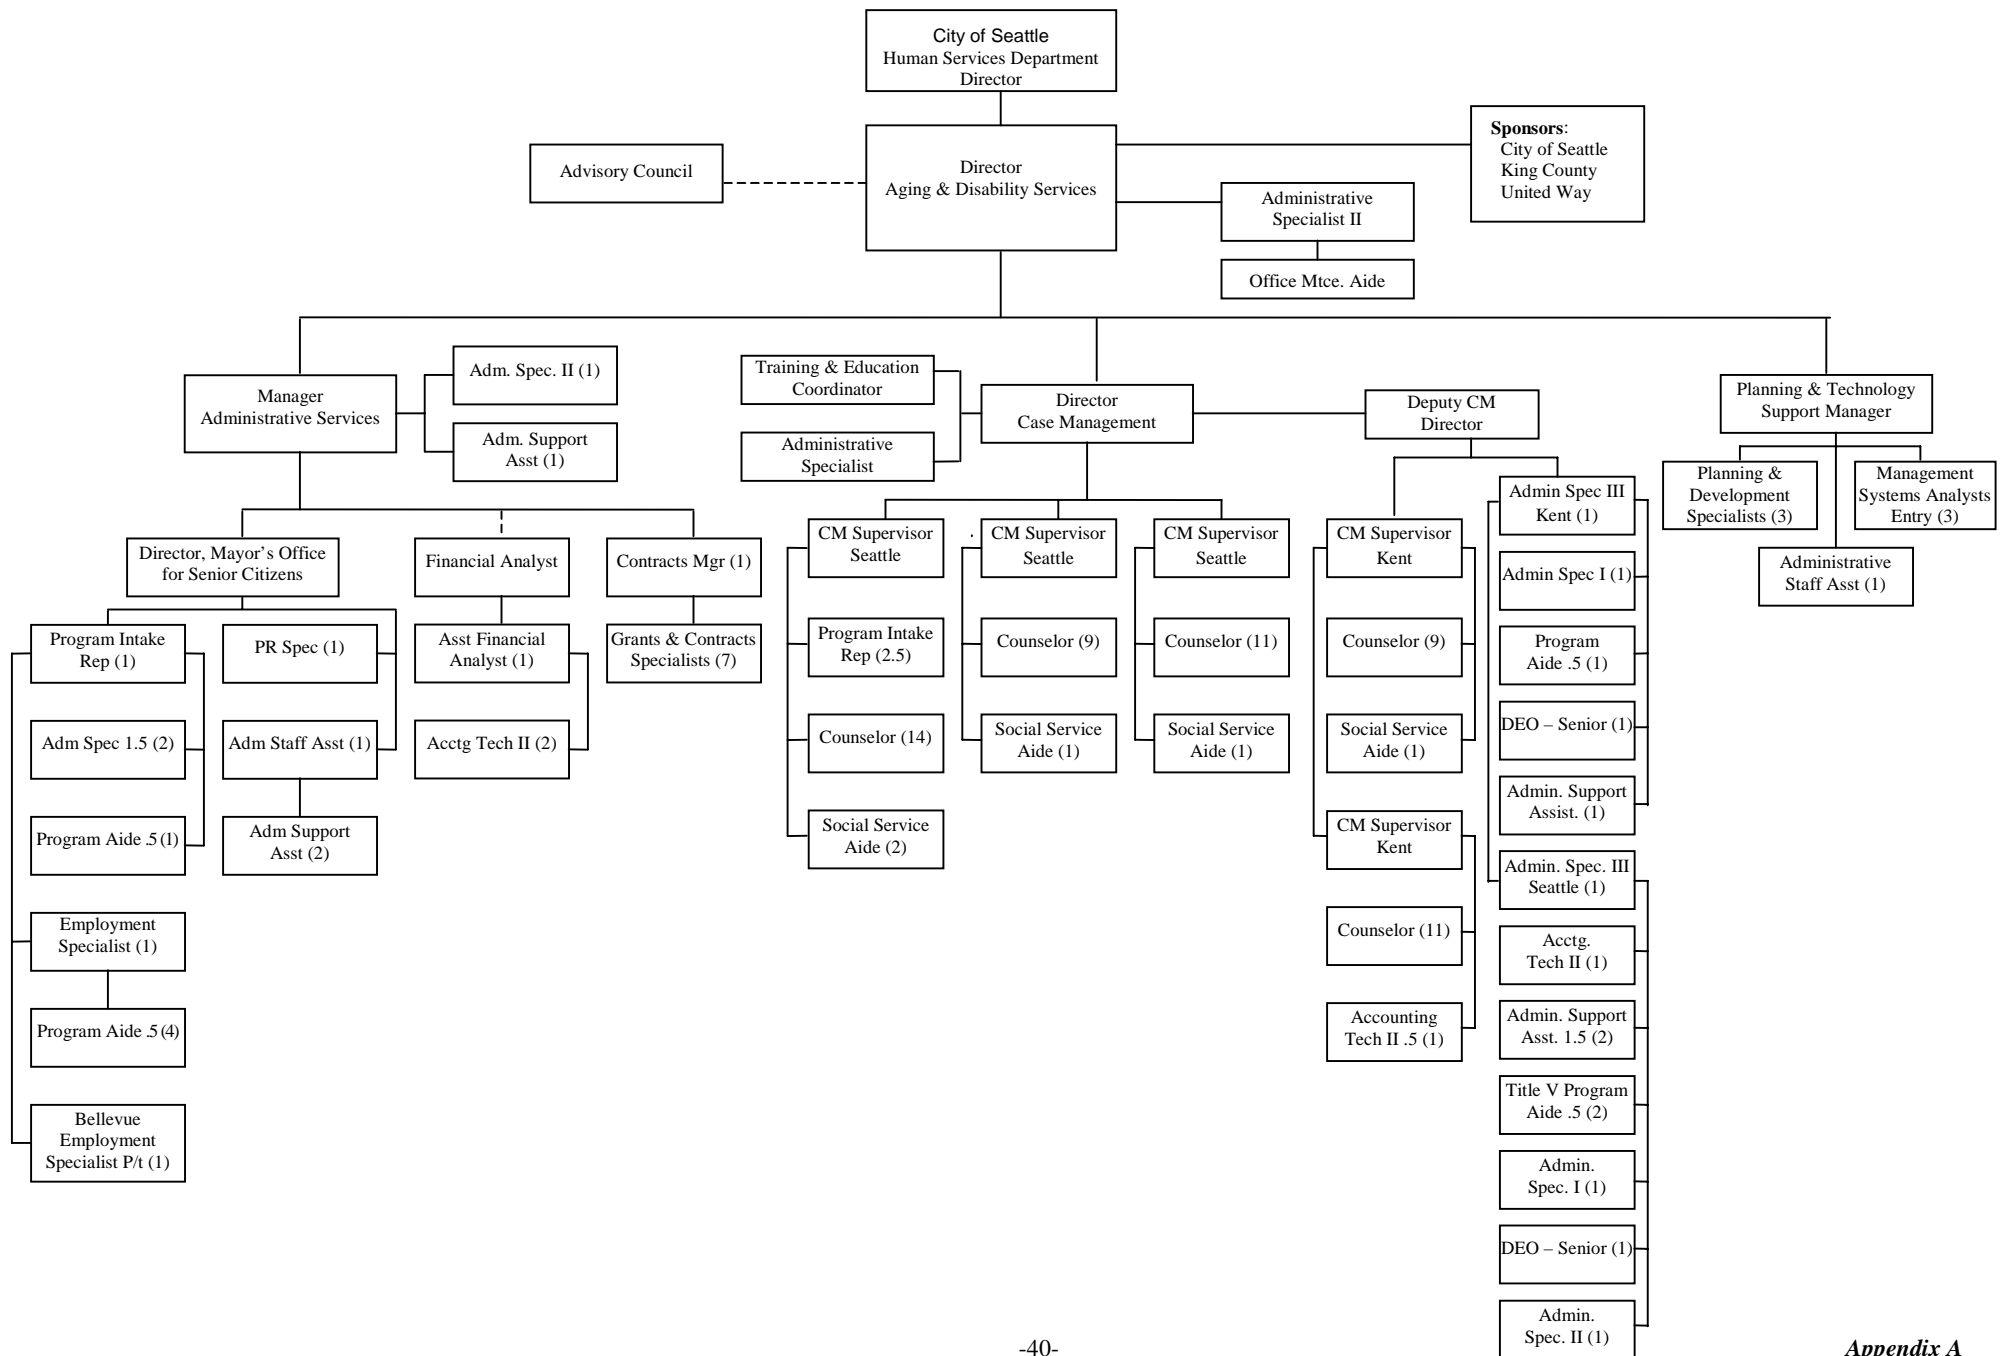 City of Seattle
Human Services Department
Director
Director
Aging & Disability Services
Advisory Council
Sponsors:
City of Seattle
King County
United Way
Administrative
Specialist II
Office Mtce. Aide
Manager
Administrative Services
Adm. Spec. II (1)
Adm. Support
Asst (1)
Training & Education
Coordinator
Administrative
Specialist
Director
Case Management
Deputy CM
Director
Planning & Technology
Support Manager
Planning &
Development
Specialists (3)
Management
Systems Analysts
Entry (3)
Administrative
Staff Asst (1)
Director, Mayor's Office
for Senior Citizens
Financial Analyst
Contracts Mgr (1)
Program Intake
Rep (1)
PR Spec (1)
Asst Financial
Analyst (1)
Grants & Contracts
Specialists (7)
Adm Spec 1.5 (2)
Adm Staff Asst (1)
Acctg Tech II (2)
Program Aide .5 (1)
Adm Support
Asst (2)
Employment
Specialist (1)
Program Aide .5 (4)
Bellevue
Employment
Specialist P/t (1)
CM Supervisor
Seattle
Program Intake
Rep (2.5)
Counselor (14)
Social Service
Aide (2)
CM Supervisor
Seattle
Counselor (9)
Social Service
Aide (1)
CM Supervisor
Seattle
Counselor (11)
Social Service
Aide (1)
CM Supervisor
Kent
Counselor (9)
Social Service
Aide (1)
CM Supervisor
Kent
Counselor (11)
Accounting
Tech II .5 (1)
Admin Spec III
Kent (1)
Admin Spec I (1)
Program
Aide .5 (1)
DEO – Senior (1)
Admin. Support
Assist. (1)
Admin. Spec. III
Seattle (1)
Acctg.
Tech II (1)
Admin. Support
Asst. 1.5 (2)
Title V Program
Aide .5 (2)
Admin.
Spec. I (1)
DEO – Senior (1)
Admin.
Spec. II (1)
-40-
Appendix A